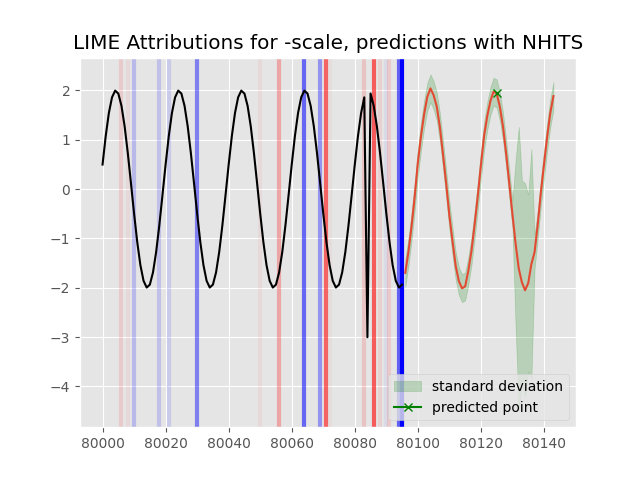 LIME Attributions for -scale, predictions with NHITS
2
1
0
−1
−2
−3
−4
standard deviation
predicted point
80000 80020 80040 80060 80080 80100 80120 80140